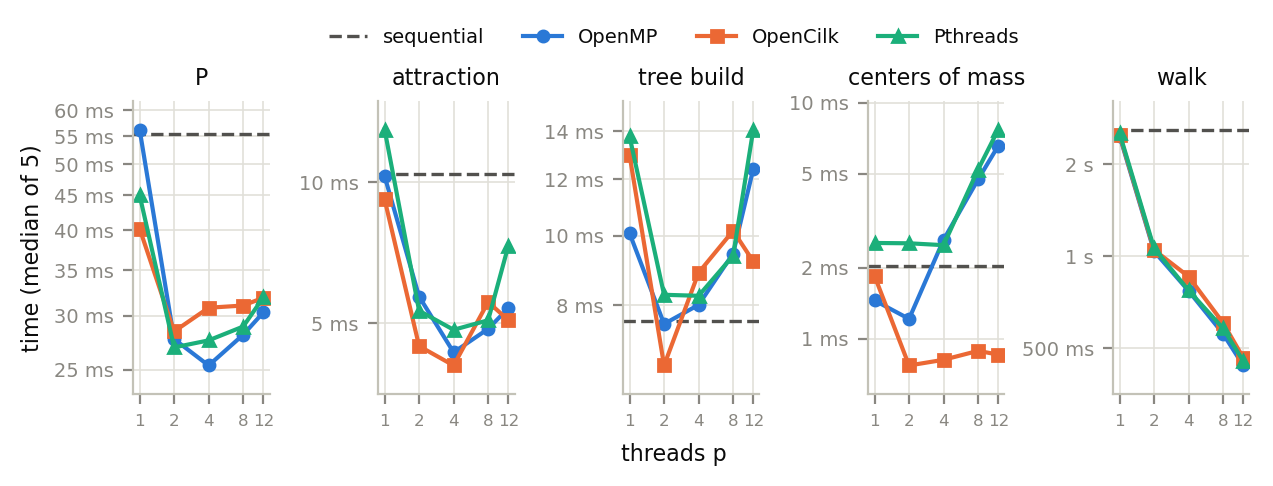 sequential OpenMP OpenCilk Pthreads
P attraction tree build centers of mass walk
time (median of 5)
60 ms
55 ms
50 ms
45 ms
40 ms
35 ms
30 ms
25 ms
1 2 4 8 12
10 ms
5 ms
1 2 4 8 12
14 ms
12 ms
10 ms
8 ms
1 2 4 8 12
10 ms
5 ms
2 ms
1 ms
1 2 4 8 12
2 s
1 s
500 ms
1 2 4 8 12
threads p